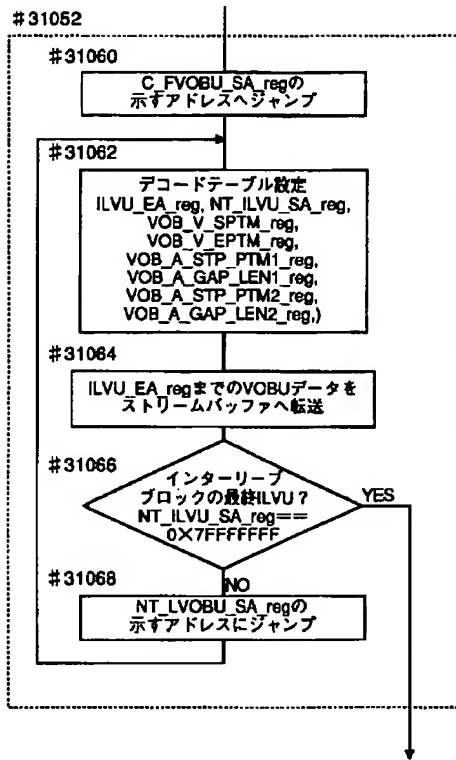 #31052
#31060
C_FVOBU_SA_regの
示すアドレスへジャンプ
#31062
デコードテーブル設定
ILVU_EA_reg, NT_ILVU_SA_reg,
VOB_V_SPTM_reg,
VOB_V_EPTM_reg,
VOB_A_STP_PTM1_reg,
VOB_A_GAP_LEN1_reg,
VOB_A_STP_PTM2_reg,
VOB_A_GAP_LEN2_reg,)
#31064
ILVU_EA_regまでのVOBUデータを
ストリームバッファへ転送
#31066
インターリーブ
ブロックの最終ILVU?
NT_ILVU_SA_reg==
0×7FFFFFFF
YES
#31068
NO
NT_LVOBU_SA_regの
示すアドレスにジャンプ